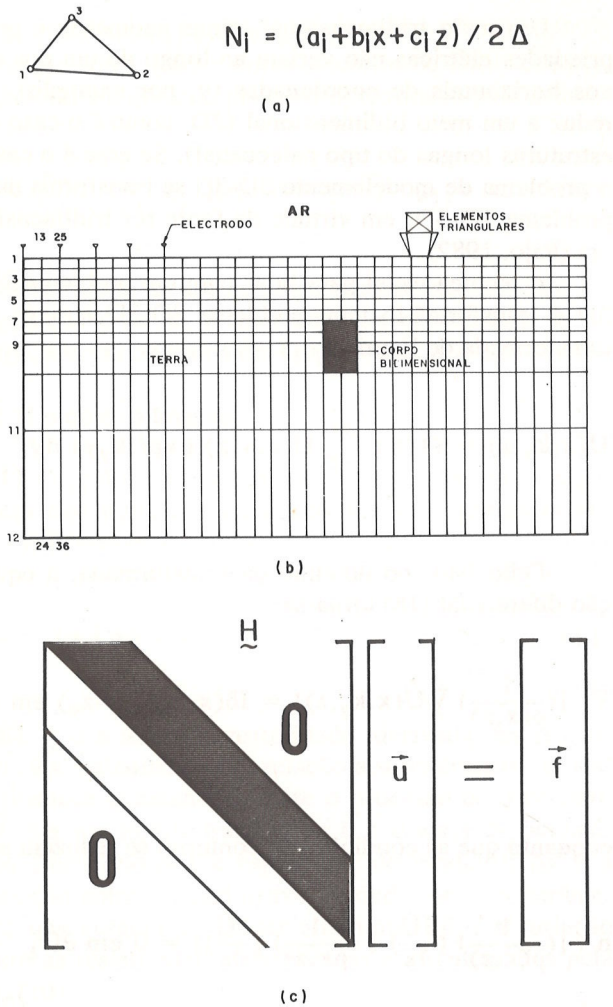 3
1 2
Nᵢ = (aᵢ+bᵢx+cᵢz)/2Δ
(a)
AR
ELEMENTOS
TRIANGULARES
ELECTRODO
13 25
1
3
5
7
9
TERRA
CORPO
BIDIMENSIONAL
11
12
24 36
(b)
H
~
0
0
u⃗ = f⃗
(c)